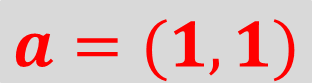 a = (1, 1)